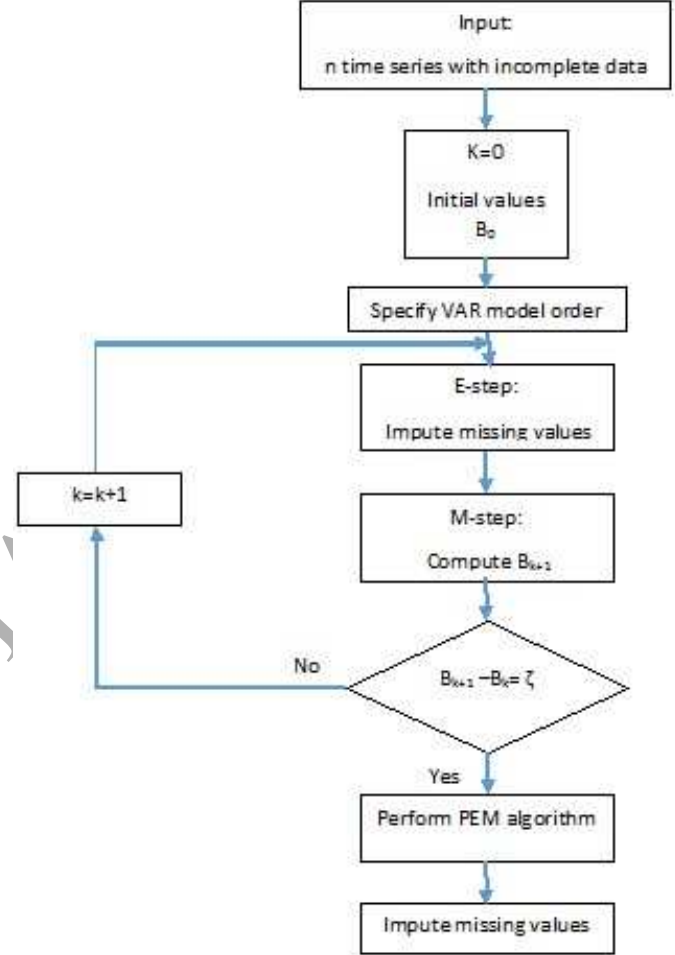 Input:
n time series with incomplete data
K=0
Initial values
B₀
Specify VAR model order
E-step:
Impute missing values
k=k+1
M-step:
Compute Bₖ₊₁
No
Bₖ₊₁ –Bₖ= ζ
Yes
Perform PEM algorithm
Impute missing values